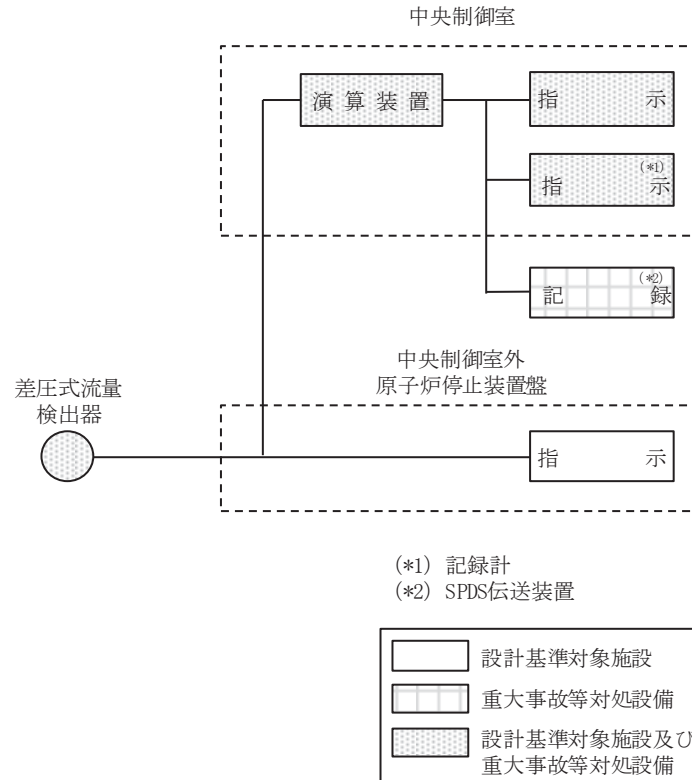 中央制御室
演算装置
指示
(*1)
指示
(*2)
記録
中央制御室外
原子炉停止装置盤
差圧式流量
検出器
指示
(*1) 記録計
(*2) SPDS伝送装置
設計基準対象施設
重大事故等対処設備
設計基準対象施設及び
重大事故等対処設備